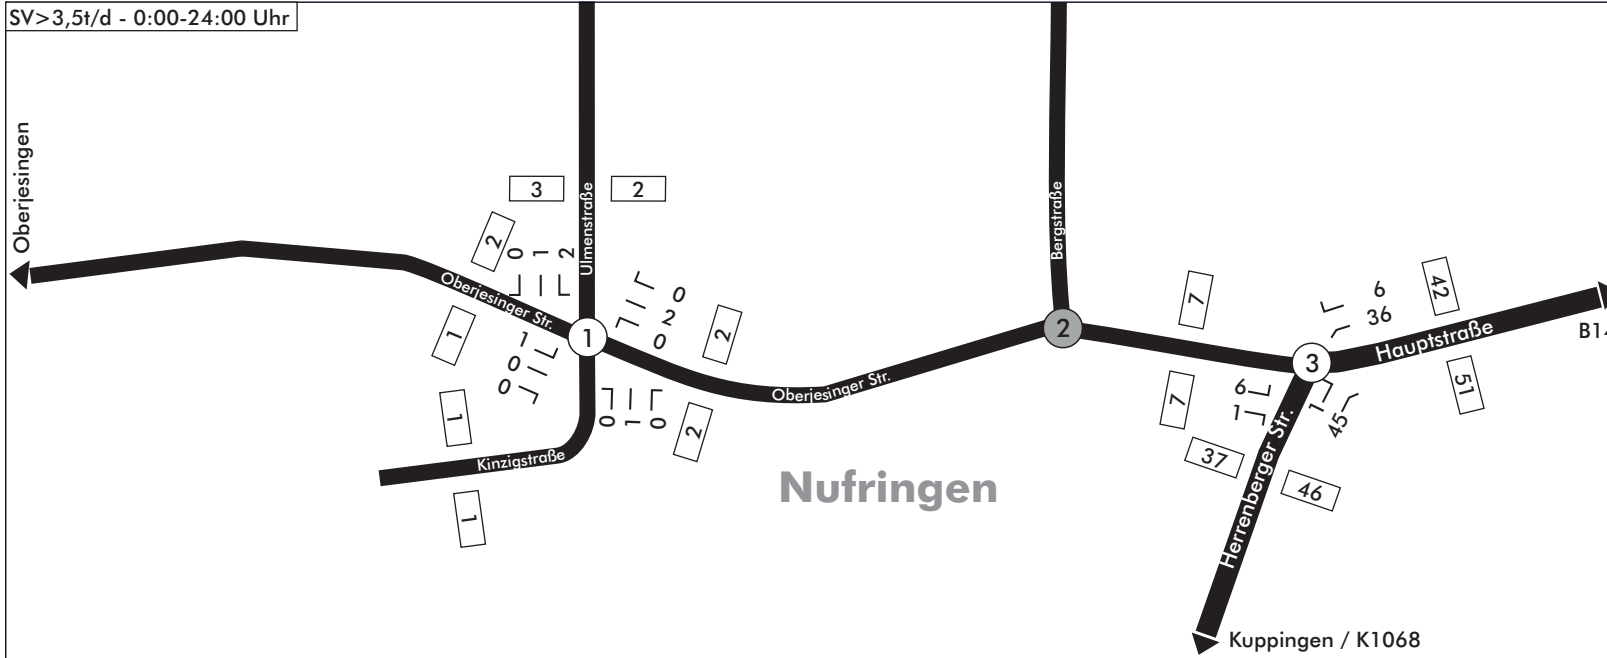 SV>3,5t/d - 0:00-24:00 Uhr
Oberjesingen
3
2
Ulmenstraße
Bergstraße
2
0
1
2
Oberjesinger Str.
0
2
0
2
1
1
0
0
1
1
0
1
0
2
Kinzigstraße
1
Oberjesinger Str.
2
7
7
3
6
36
42
Hauptstraße
B14
51
6
1
1
45
37
46
Herrenberger Str.
Nufringen
Kuppingen / K1068